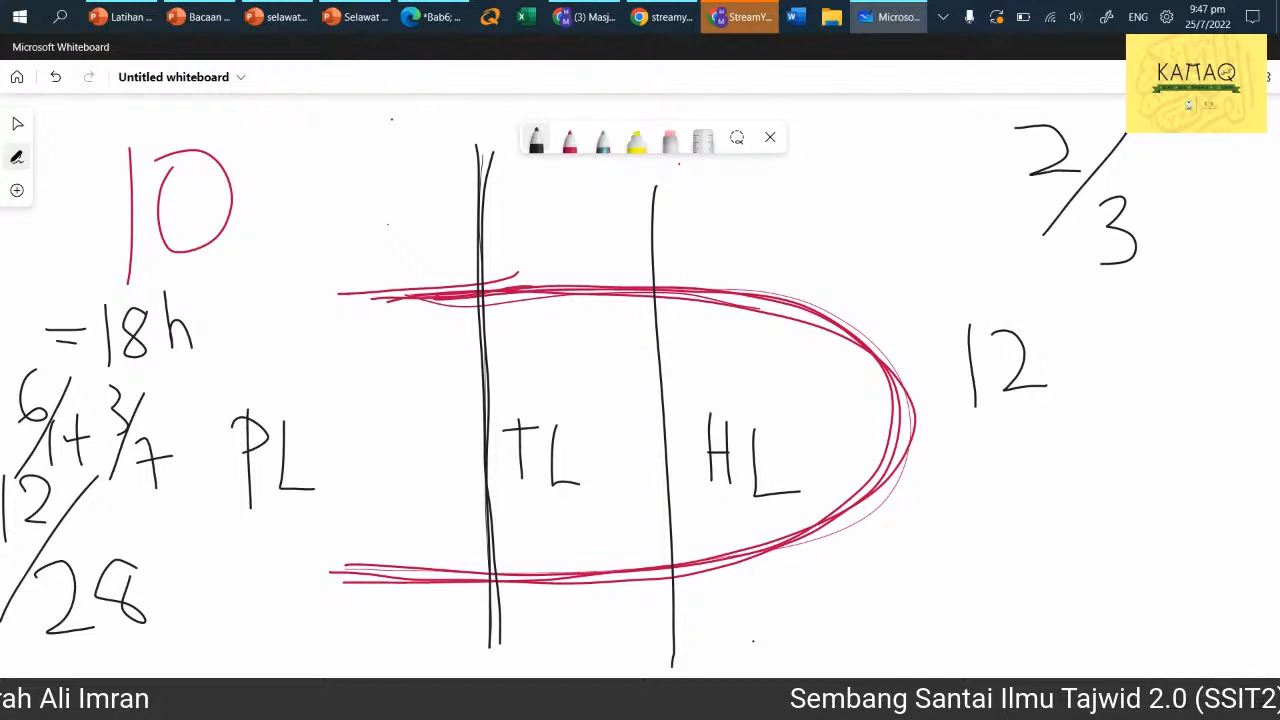 Latihan
Bacaan
selawat
Selawat
*Bab6;
(3) Masj
streamy
StreamY
Microso
ENG
9:47 pm
25/7/2022
Microsoft Whiteboard
Untitled whiteboard
KAMAQ
10
2/3
=18h
12
6/14
3/7
PL
TL
HL
12/28
rah Ali Imran
Sembang Santai Ilmu Tajwid 2.0 (SSIT2)